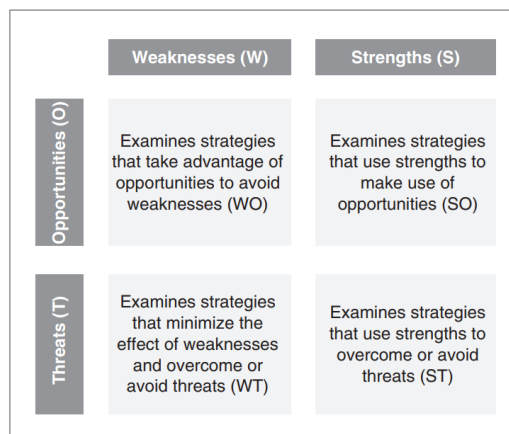 Weaknesses (W)
Strengths (S)
Opportunities (O)
Examines strategies
that take advantage of
opportunities to avoid
weaknesses (WO)
Examines strategies
that use strengths to
make use of
opportunities (SO)
Threats (T)
Examines strategies
that minimize the
effect of weaknesses
and overcome or
avoid threats (WT)
Examines strategies
that use strengths to
overcome or avoid
threats (ST)